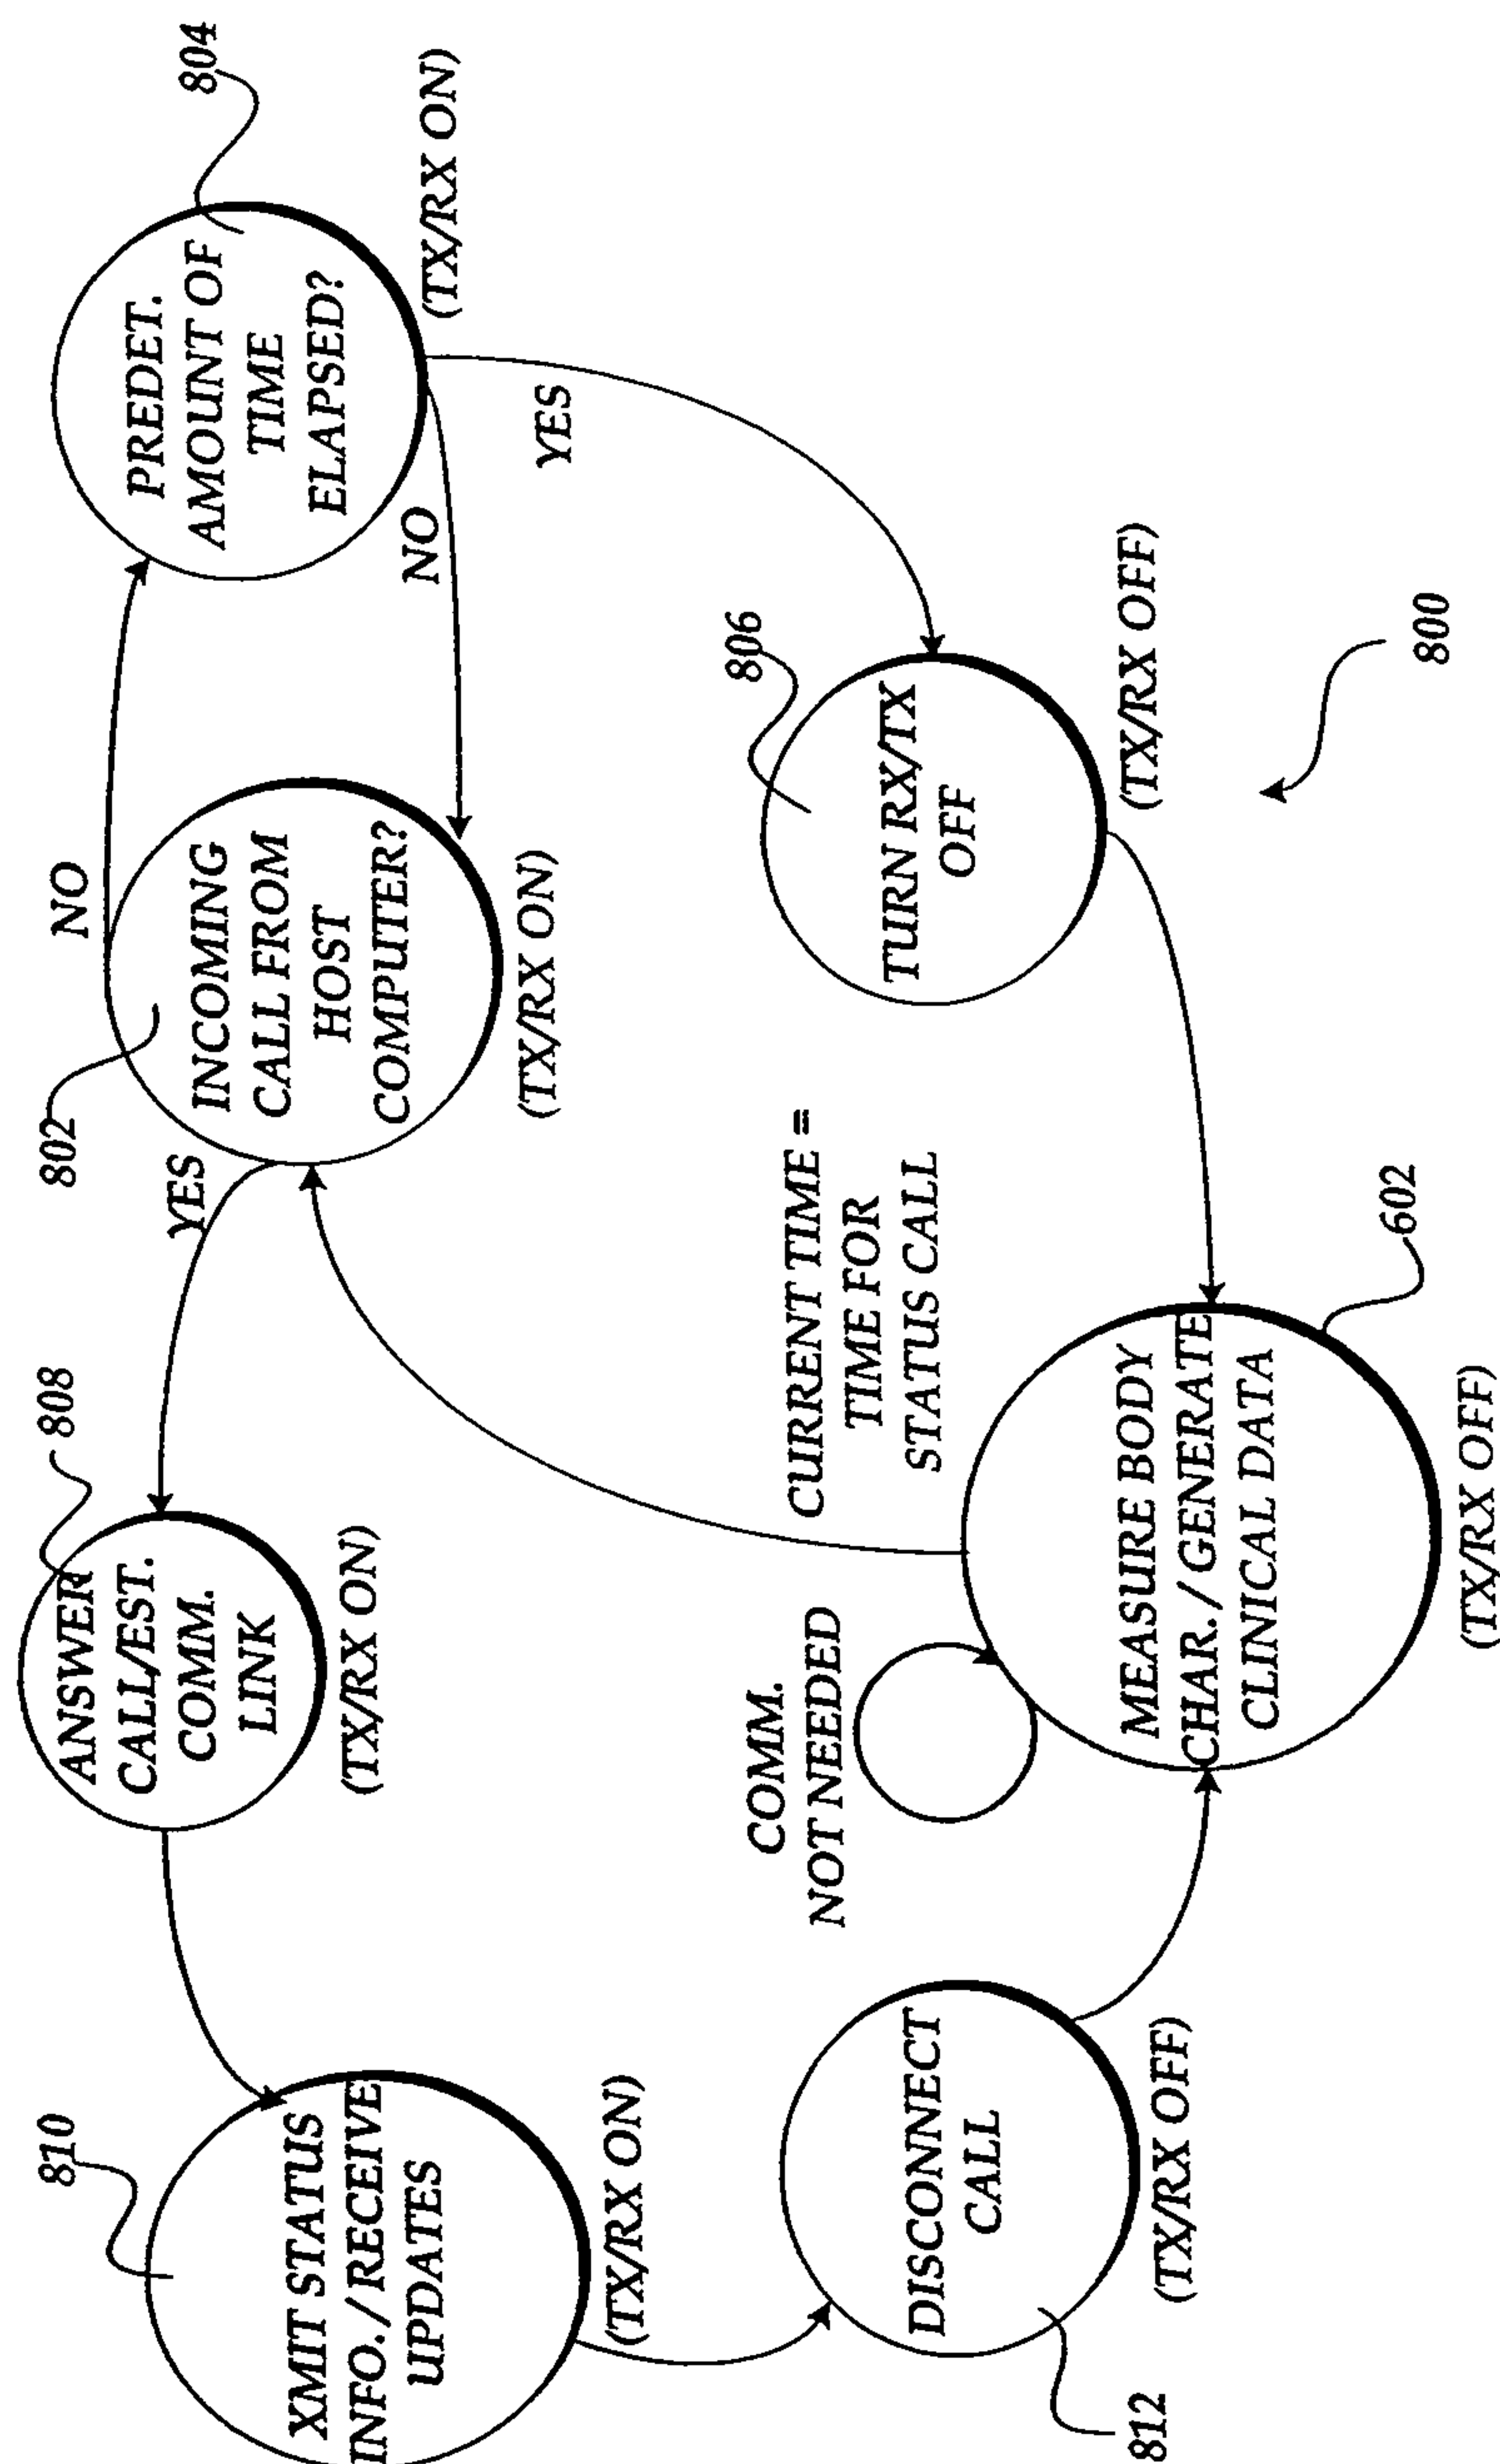 810
XMIT STATUS
INFO. / RECEIVE
UPDATES
(TX/RX ON)
808
ANSWER
CALL/EST.
COMM.
LINK
(TX/RX ON)
YES
802
INCOMING
CALL FROM
HOST
COMPUTER?
(TX/RX ON)
NO
NO
804
PREDET.
AMOUNT OF
TIME
ELAPSED?
(TX/RX ON)
YES
812
DISCONNECT
CALL
(TX/RX OFF)
COMM.
NOT NEEDED
CURRENT TIME =
TIME FOR
STATUS CALL
806
TURN RX/TX
OFF
(TX/RX OFF)
602
MEASURE BODY
CHAR. / GENERATE
CLINICAL DATA
(TX/RX OFF)
800